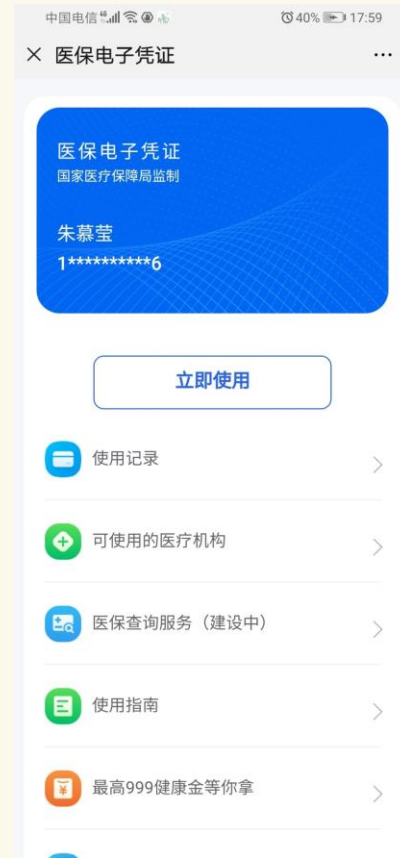 中国电信 40% 17:59
× 医保电子凭证 ...
医保电子凭证
国家医疗保障局监制
朱慕莹
1**********6
立即使用
使用记录
可使用的医疗机构
医保查询服务（建设中）
使用指南
最高999健康金等你拿